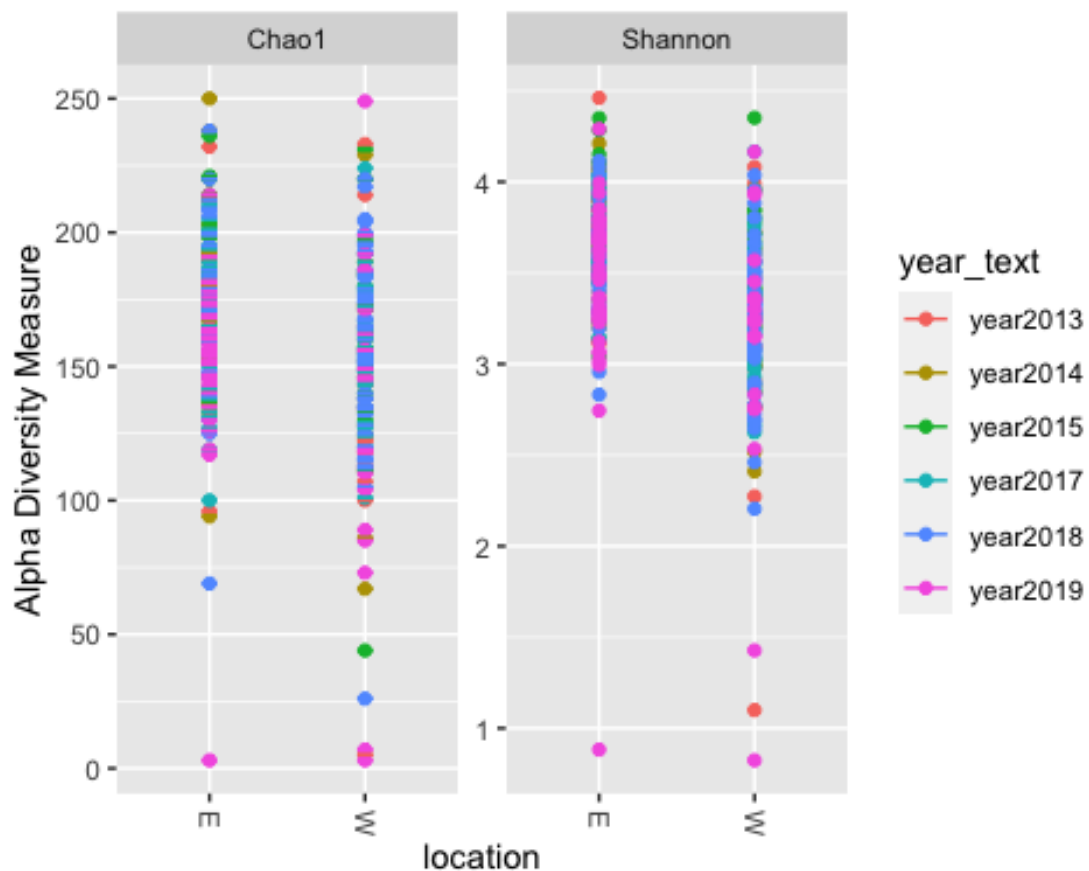 Chao1
Shannon
Alpha Diversity Measure
250
200
150
100
50
0
4
3
2
1
E
W
E
W
location
year_text
year2013
year2014
year2015
year2017
year2018
year2019